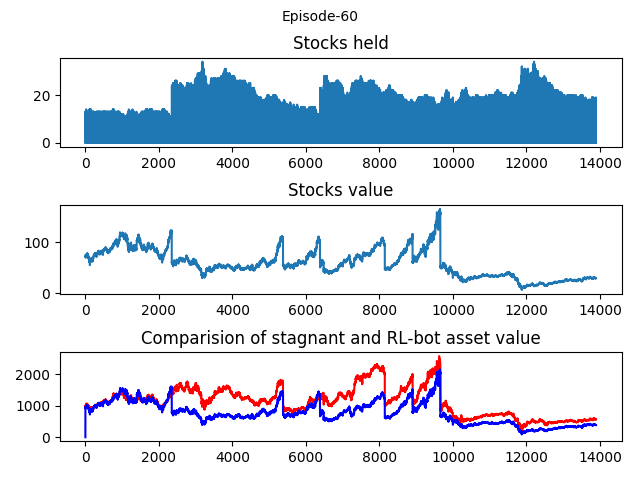 Episode-60
Stocks held
20
0
0 2000 4000 6000 8000 10000 12000 14000
Stocks value
100
0
0 2000 4000 6000 8000 10000 12000 14000
Comparision of stagnant and RL-bot asset value
2000
1000
0
0 2000 4000 6000 8000 10000 12000 14000